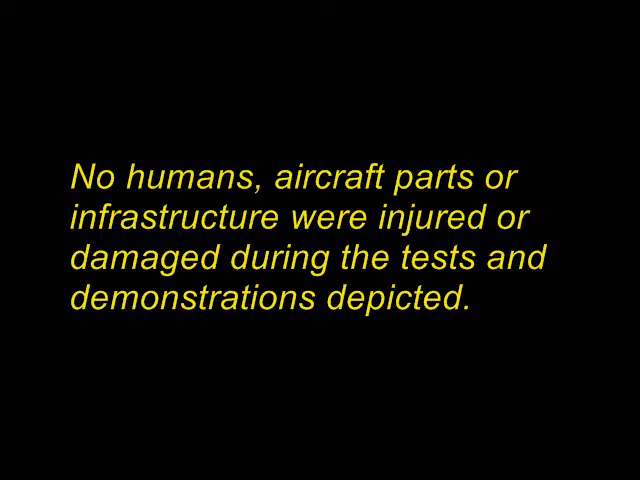 No humans, aircraft parts or
infrastructure were injured or
damaged during the tests and
demonstrations depicted.